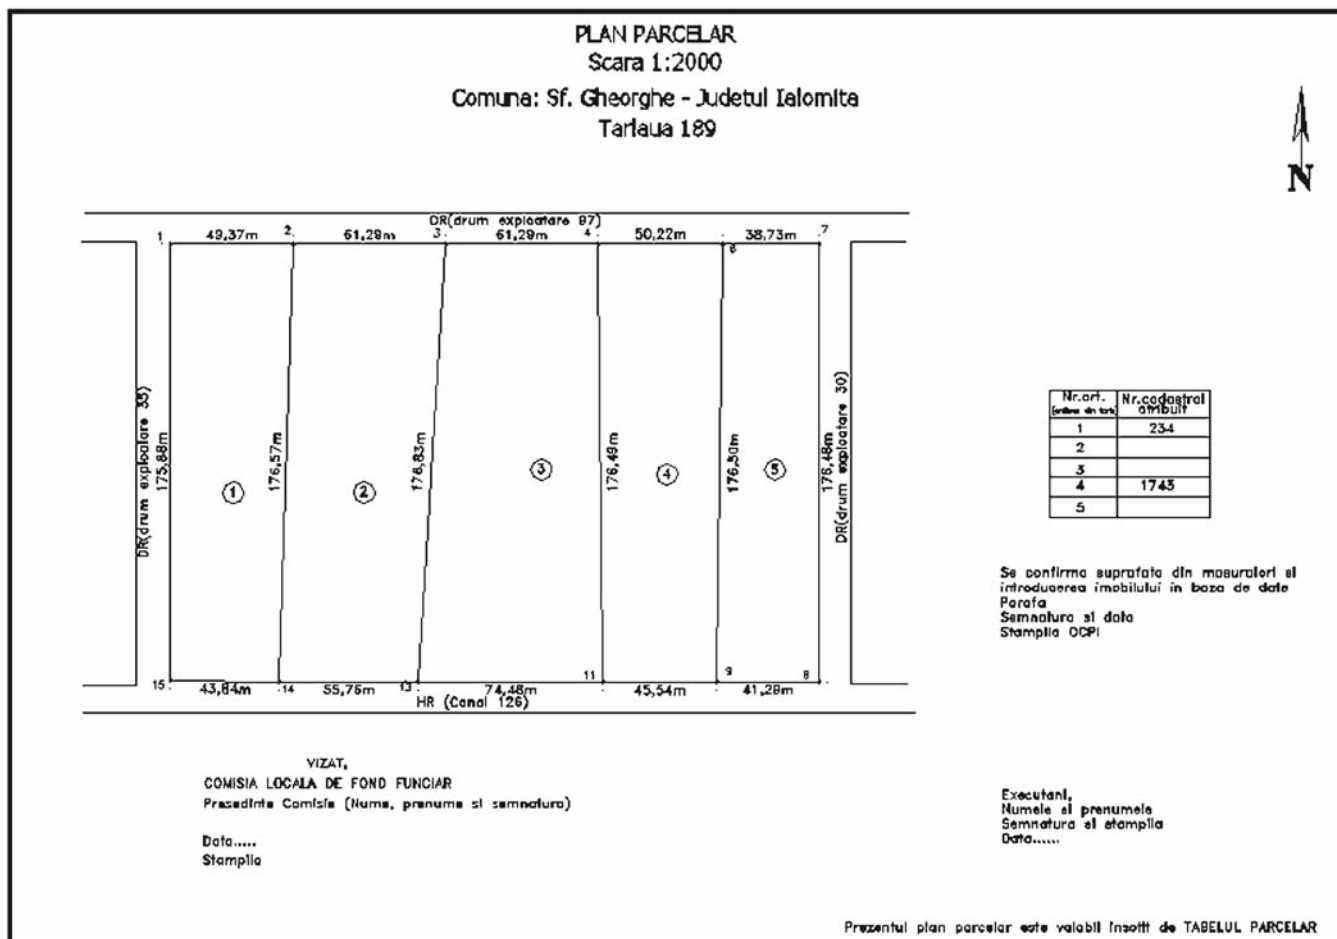 PLAN PARCELAR
Scara 1:2000
Comuna: Sf. Gheorghe - Judetul Ialomita
Tarlaua 189
N
DR(drum exploatare 87)
1 49,37m 2 61,29m 3 61,29m 4 50,22m 6 38,73m 7
DR(drum exploatare 35)
175,88m
176,57m
176,83m
176,49m
176,50m
176,48m
DR(drum exploatare 30)
1
2
3
4
5
15 43,84m 14 55,76m 13 74,48m 11 45,54m 9 41,29m 8
HR (Canal 126)
Nr.crt. Nr.cadastral
atribuit
1 234
2
3
4 1743
5
Se confirma suprafata din masuratori si
introducerea imobilului in baza de date
Parafa
Semnatura si data
Stampila OCPI
VIZAT,
COMISIA LOCALA DE FOND FUNCIAR
Presedinte Comisie (Nume, prenume si semnatura)
Data.....
Stampila
Executant,
Numele si prenumele
Semnatura si stampila
Data......
Prezentul plan parcelar este valabil insotit de TABELUL PARCELAR